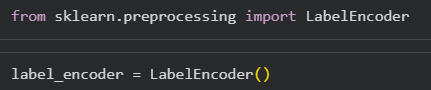 from sklearn.preprocessing import LabelEncoder
label_encoder = LabelEncoder()